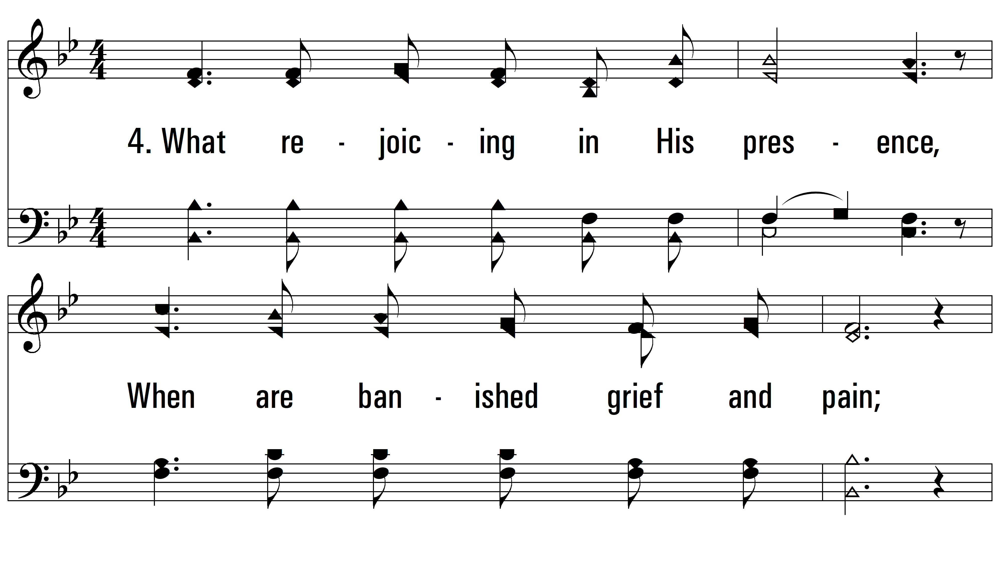 4. What re - joic - ing in His pres - ence,
When are ban - ished grief and pain;